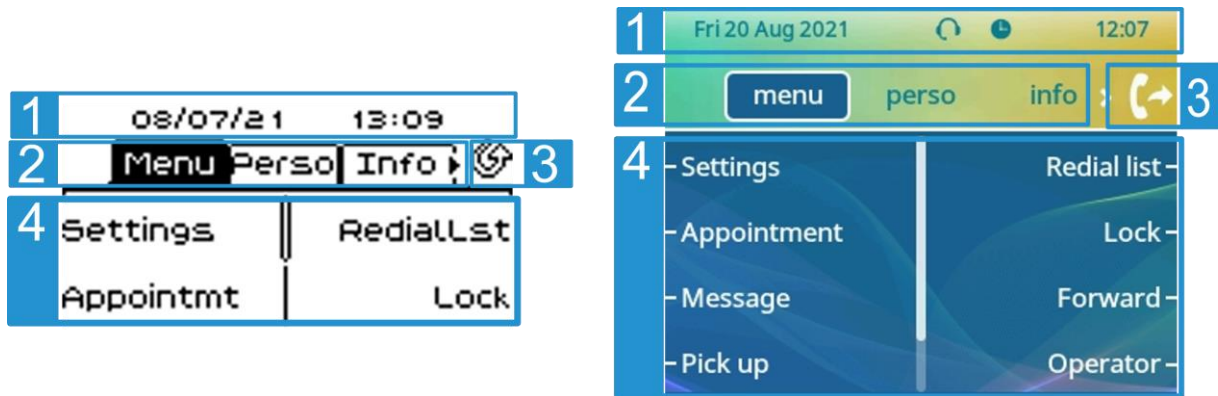 1 08/07/21 13:09
2 Menu Perso Info 3
4 Settings RedialLst
Appointmt Lock
1 Fri 20 Aug 2021 12:07
2 menu perso info 3
4 Settings Redial list
Appointment Lock
Message Forward
Pick up Operator